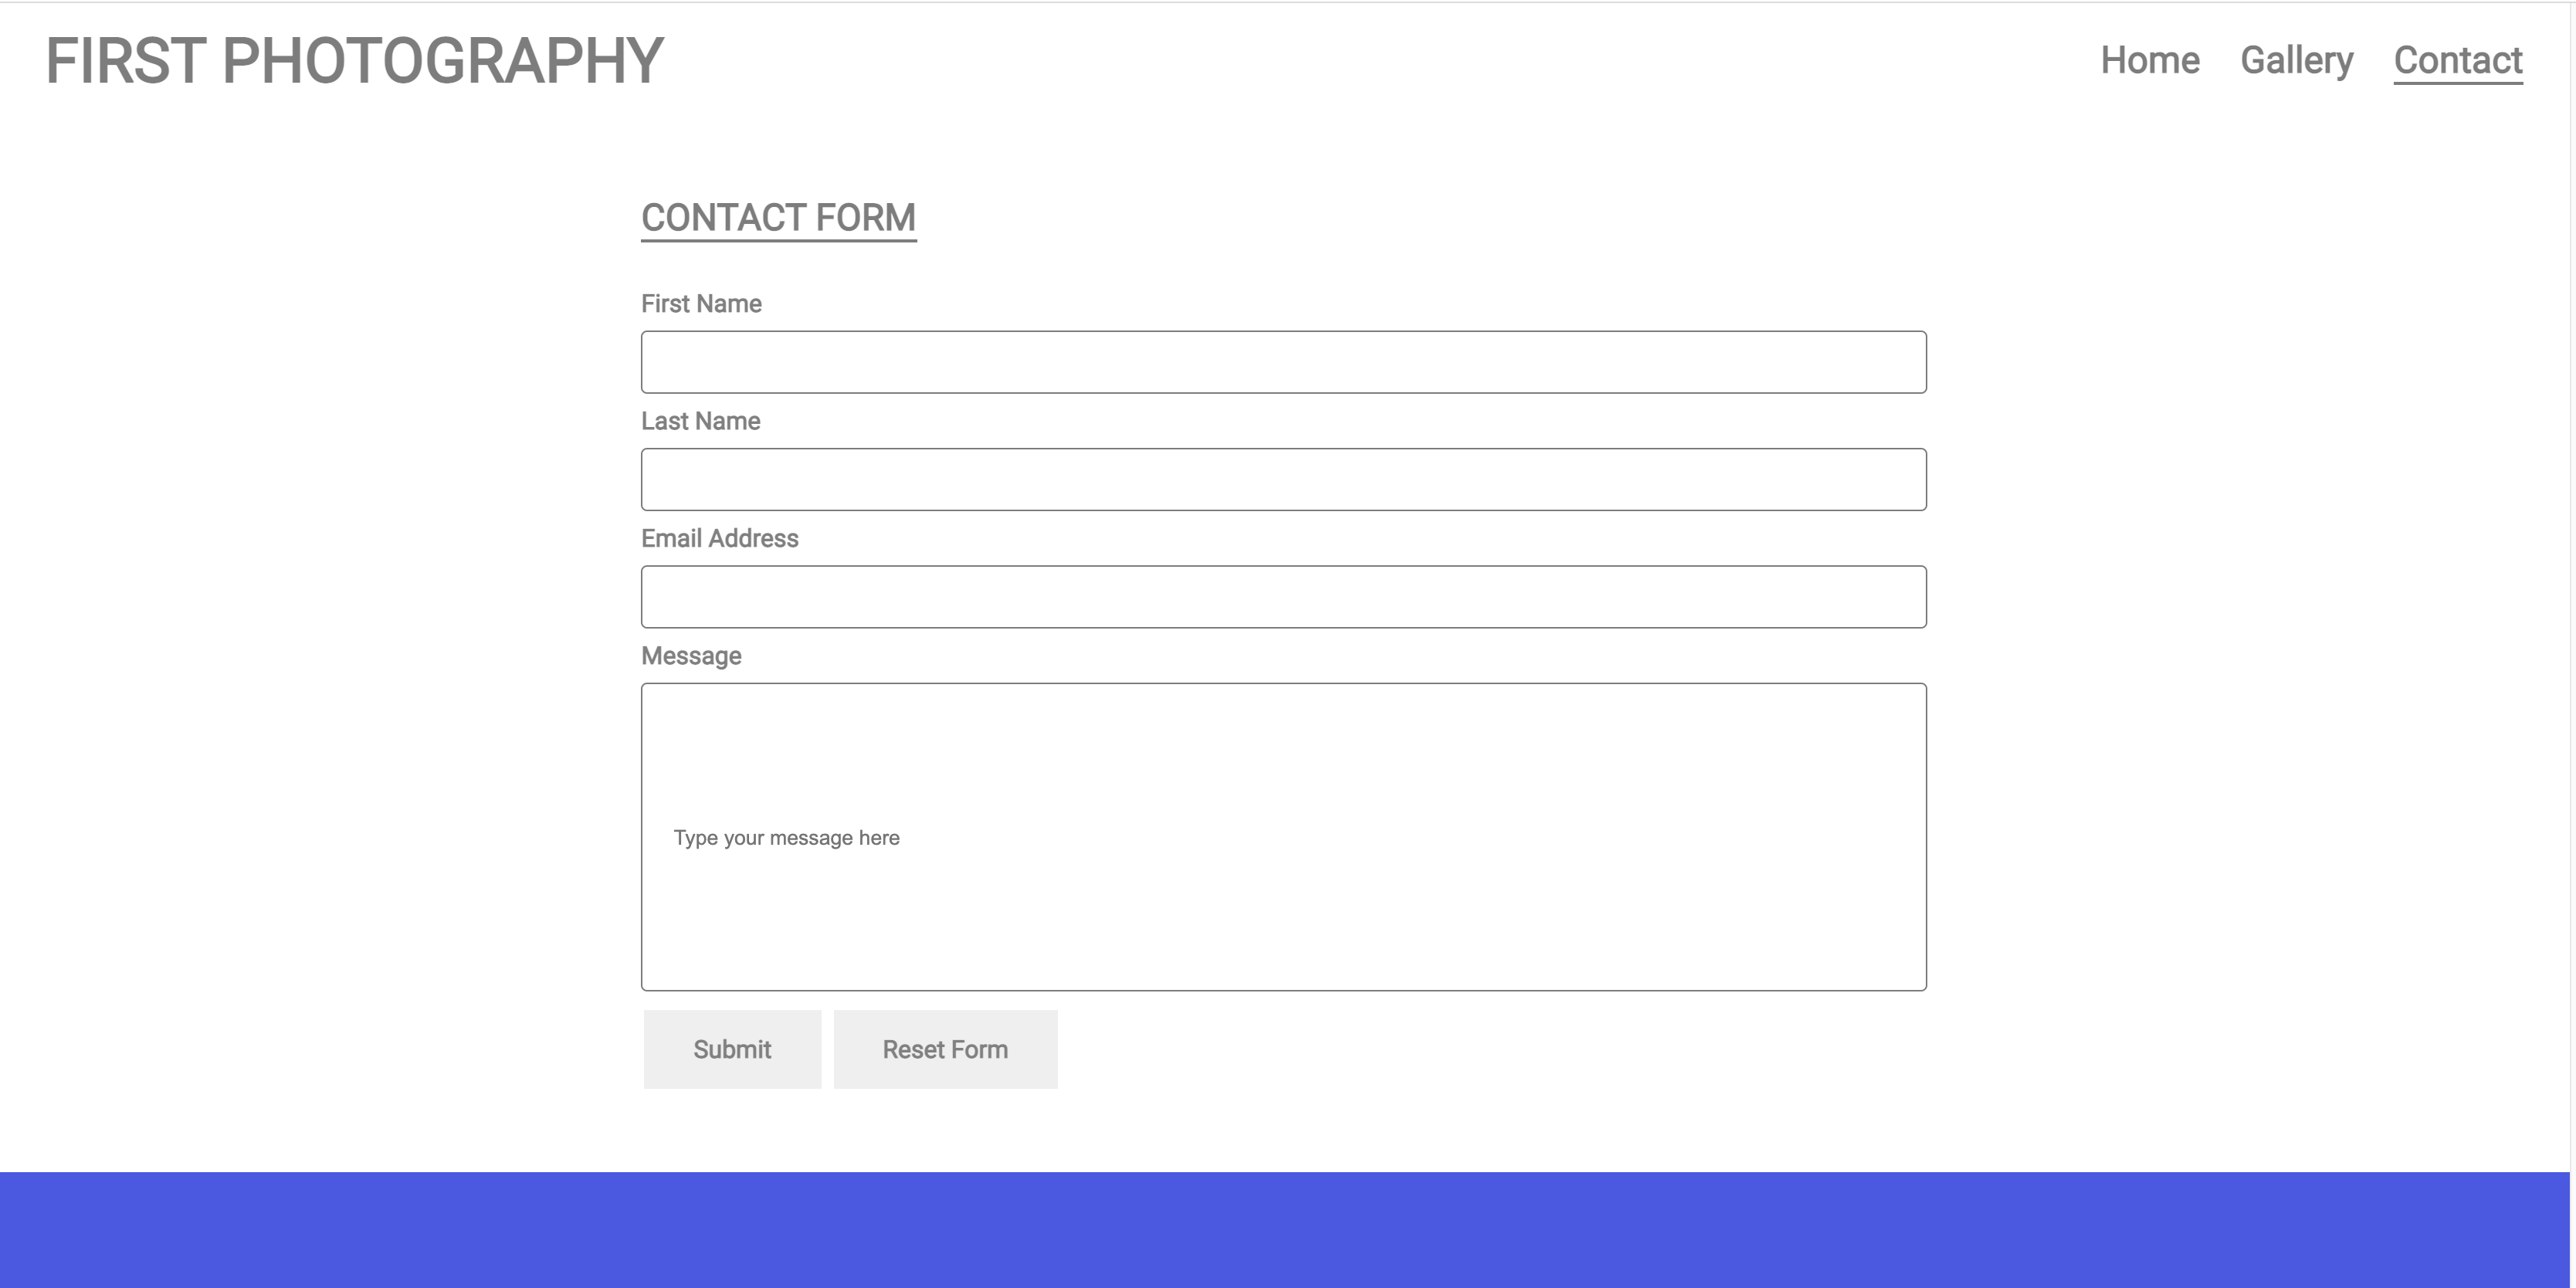 FIRST PHOTOGRAPHY
Home Gallery Contact
CONTACT FORM
First Name
Last Name
Email Address
Message
Type your message here
Submit Reset Form